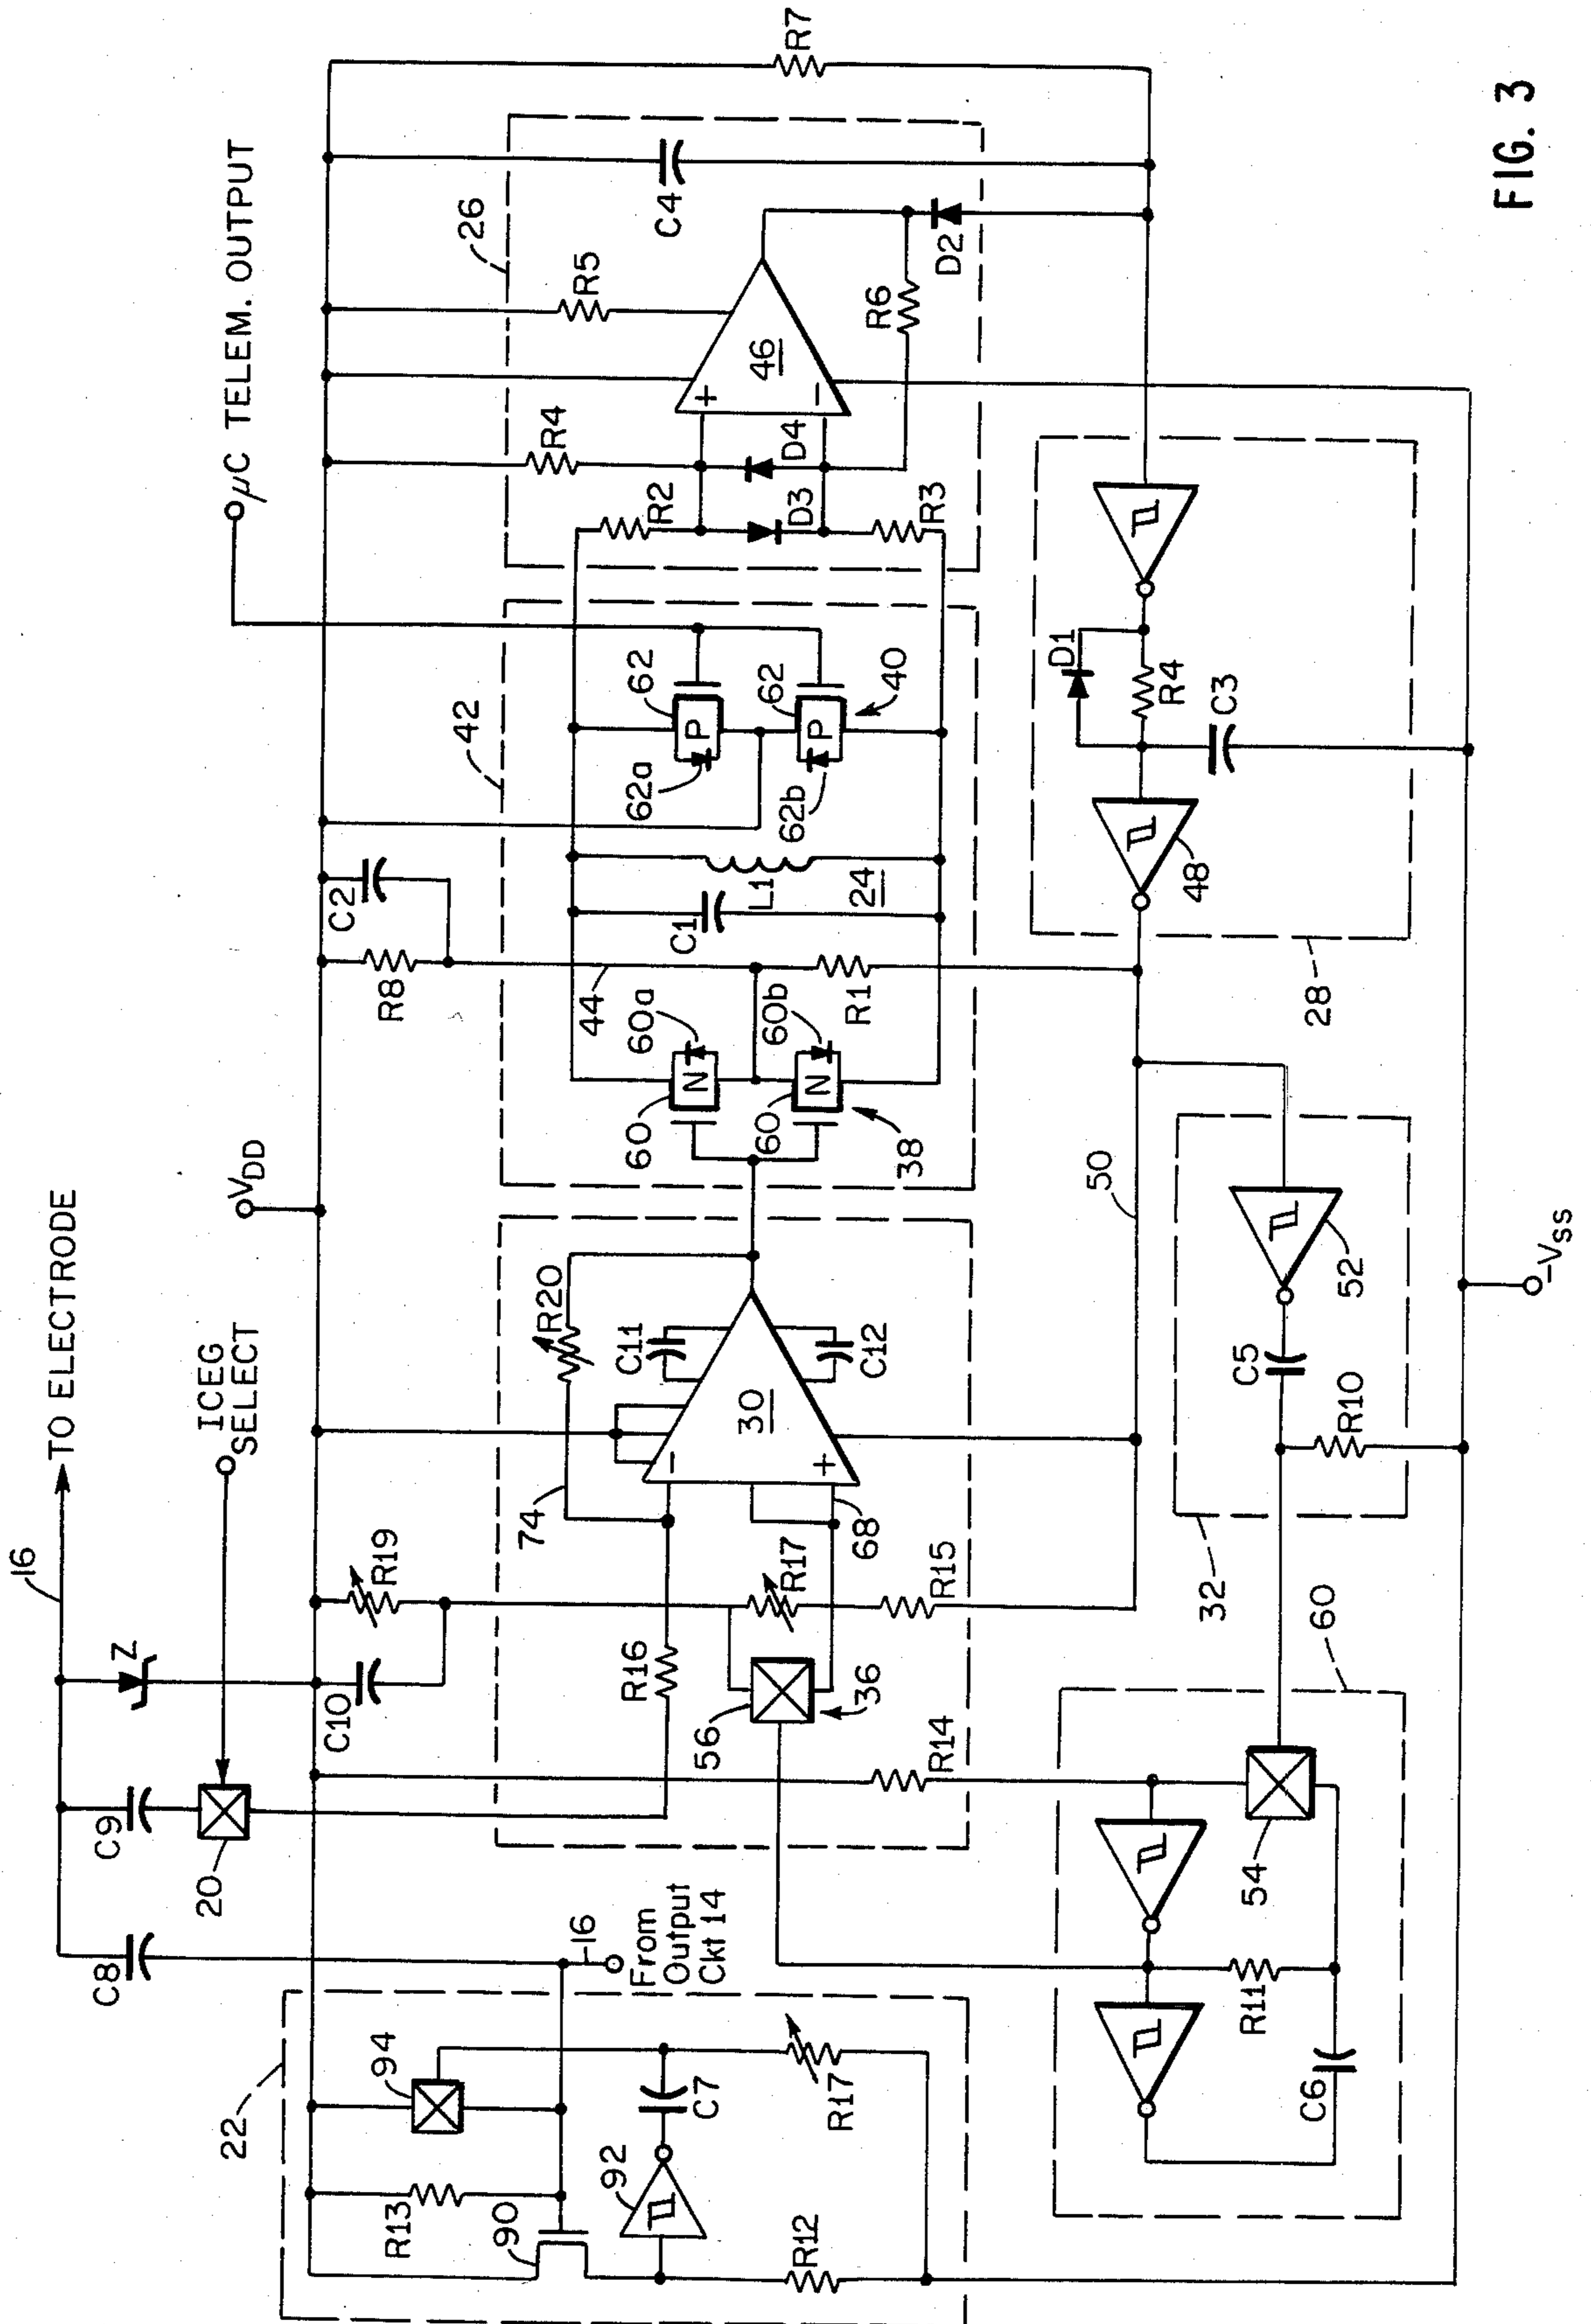 16
TO ELECTRODE
ICEG
SELECT
VDD
μC TELEM. OUTPUT
C8
C9
20
Z
C10
R19
R8
C2
R7
22
94
R13
90
92
C7
R17
R12
16
From
Output
Ckt 14
R16
56
36
R14
R17
R15
74
R20
C11
C12
30
−
+
68
60
60a
N
60
60b
N
38
44
R1
C1
L1
24
42
62
P
62a
62
P
62b
40
26
R2
R4
R5
D3
D4
R3
46
+
−
R6
D2
C4
50
28
48
D1
R4
C3
32
52
C5
R10
60
54
R11
C6
-VSS
FIG. 3